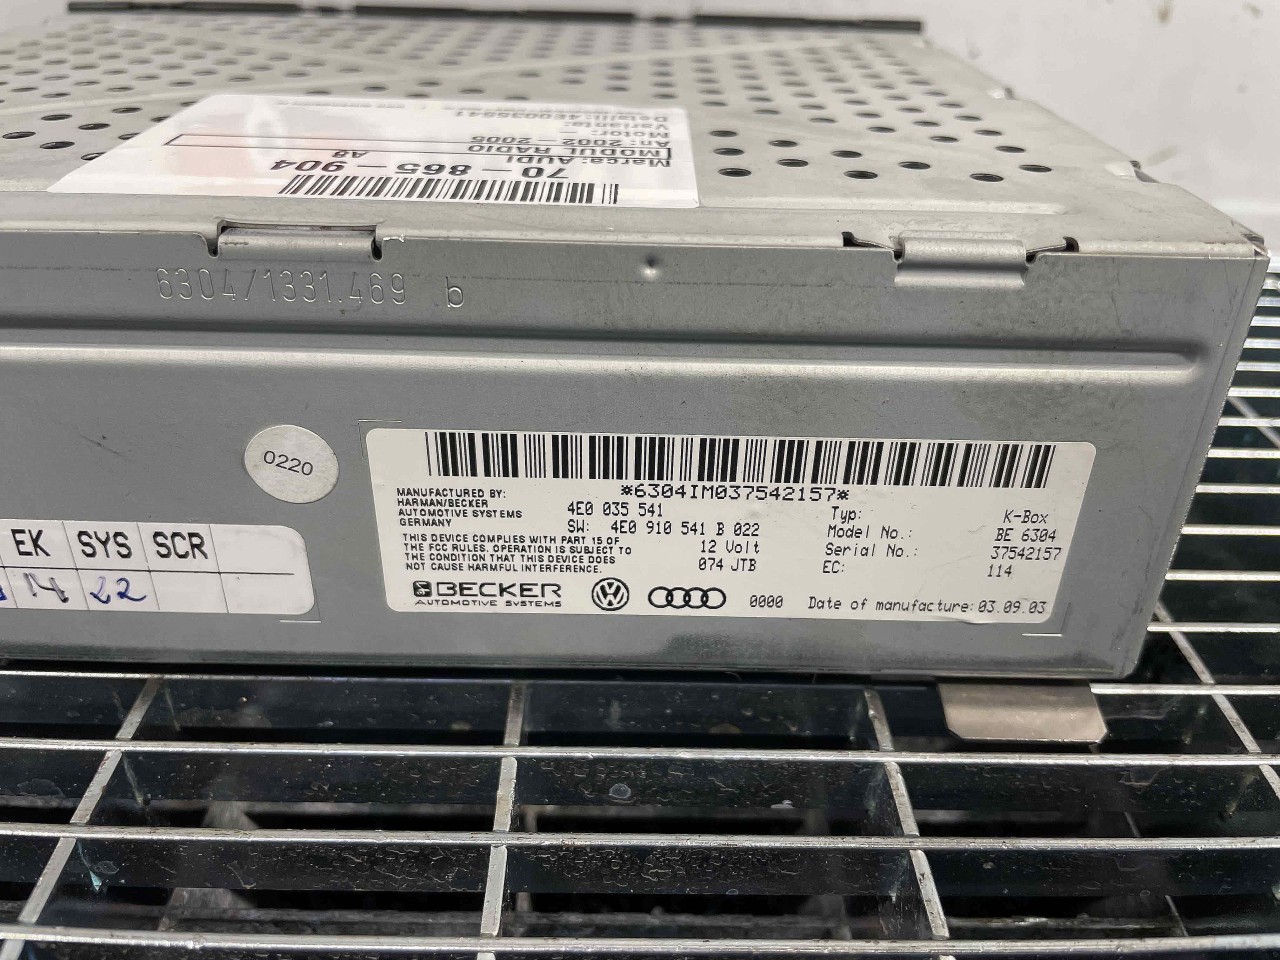 70 - 865 - 904
Marca: AUDI A8
MODUL RADIO
An: 2002 - 2005
Motor: -
Variante:
Detalii: 4E0035541
6304/1331.469 b
0220
EK SYS SCR
14 22
*6304IM037542157*
MANUFACTURED BY:
HARMAN/BECKER
AUTOMOTIVE SYSTEMS
GERMANY
THIS DEVICE COMPLIES WITH PART 15 OF
THE FCC RULES. OPERATION IS SUBJECT TO
THE CONDITION THAT THIS DEVICE DOES
NOT CAUSE HARMFUL INTERFERENCE.
4E0 035 541
SW: 4E0 910 541 B 022
12 Volt
074 JTB
Typ: K-Box
Model No.: BE 6304
Serial No.: 37542157
EC: 114
BECKER
AUTOMOTIVE SYSTEMS
0000 Date of manufacture: 03.09.03